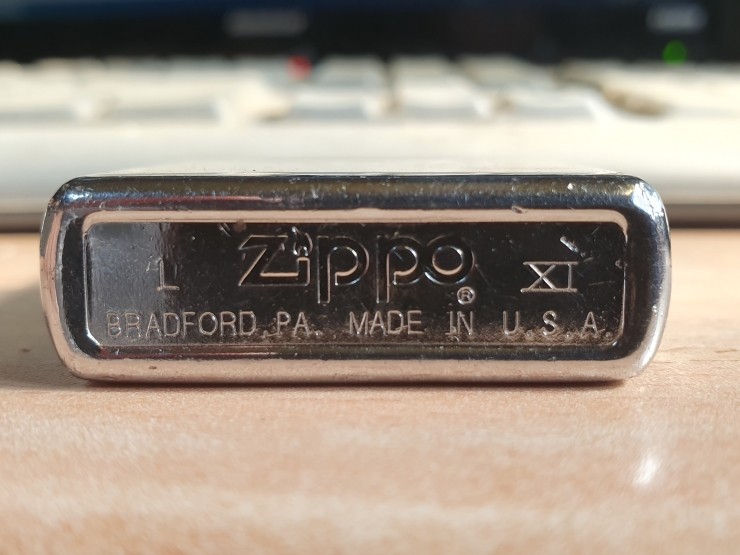 I Zippo® XI
BRADFORD, PA. MADE IN U.S.A.